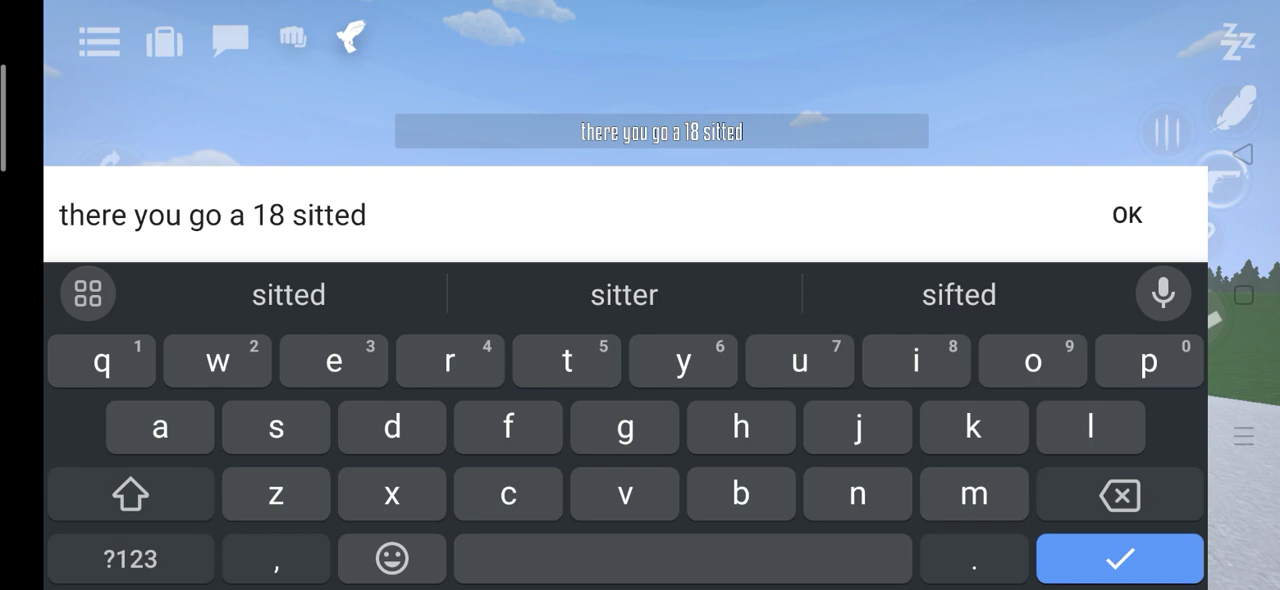 there you go a 18 sitted
there you go a 18 sitted OK
sitted sitter sifted
q 1 w 2 e 3 r 4 t 5 y 6 u 7 i 8 o 9 p 0
a s d f g h j k l
z x c v b n m
?123 , .